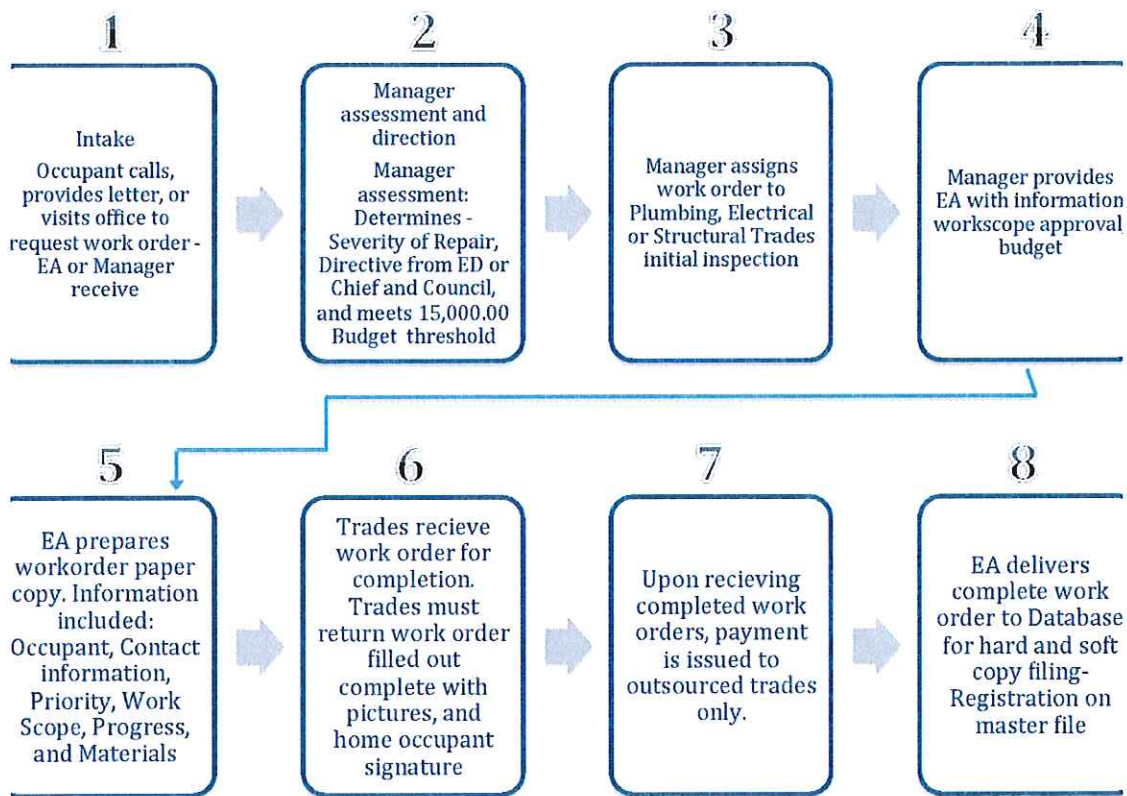 1
Intake
Occupant calls,
provides letter, or
visits office to
request work order -
EA or Manager
receive
2
Manager
assessment and
direction
Manager
assessment:
Determines -
Severity of Repair,
Directive from ED or
Chief and Council,
and meets 15,000.00
Budget threshold
3
Manager assigns
work order to
Plumbing, Electrical
or Structural Trades
initial inspection
4
Manager provides
EA with information
workscope approval,
budget
5
EA prepares
workorder paper
copy. Information
included:
Occupant, Contact
information,
Priority, Work
Scope, Progress,
and Materials
6
Trades recieve
work order for
completion.
Trades must
return work order
filled out
complete with
pictures, and
home occupant
signature
7
Upon recieving
completed work
orders, payment
is issued to
outsourced trades
only.
8
EA delivers
complete work
order to Database
for hard and soft
copy filing-
Registration on
master file